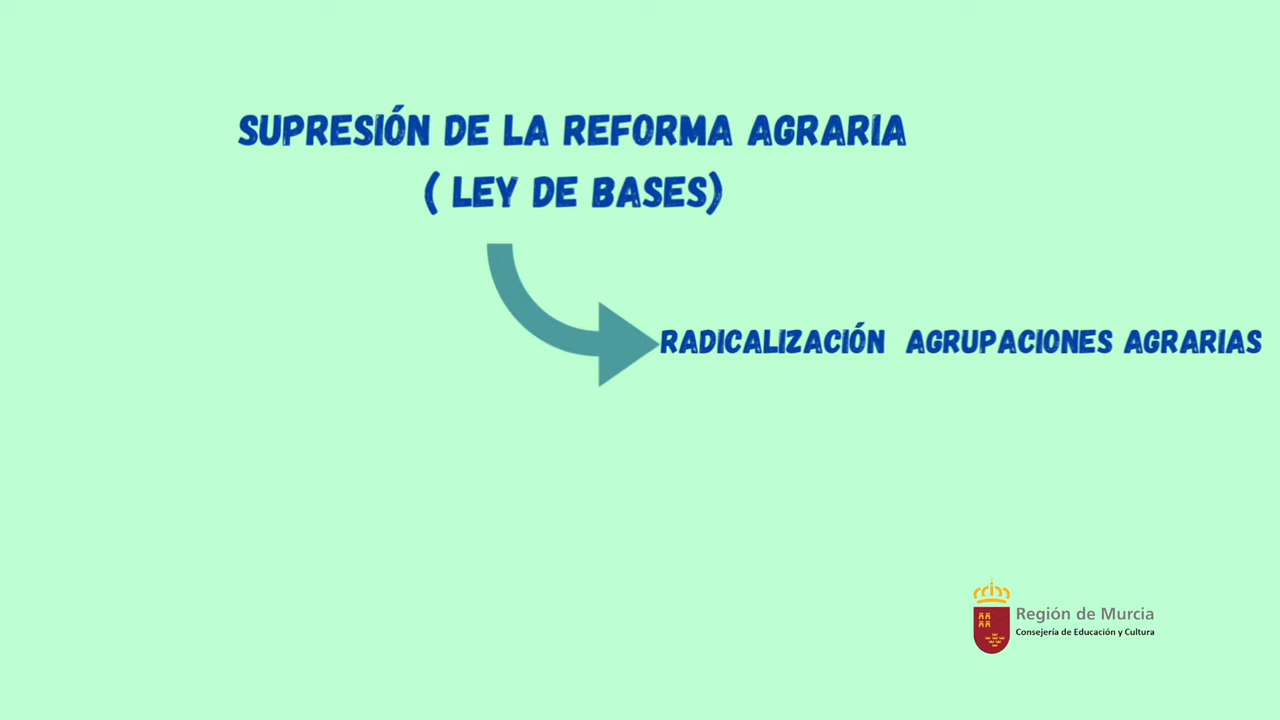 SUPRESIÓN DE LA REFORMA AGRARIA
( LEY DE BASES)
RADICALIZACIÓN AGRUPACIONES AGRARIAS
Región de Murcia
Consejería de Educación y Cultura